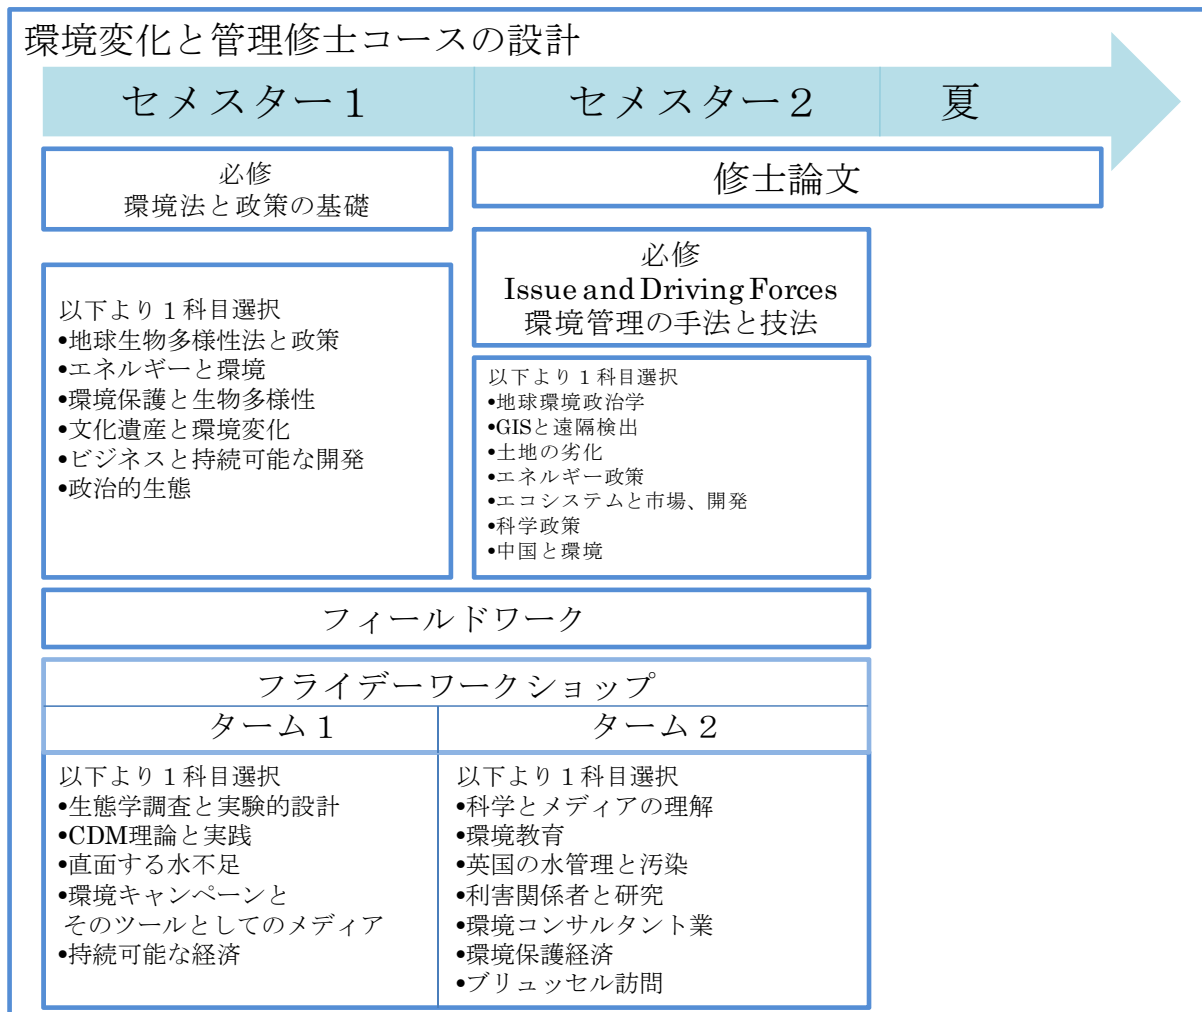 環境変化と管理修士コースの設計
セメスター１
セメスター２
夏
必修
環境法と政策の基礎
修士論文
必修
Issue and Driving Forces
環境管理の手法と技法
以下より１科目選択
•地球生物多様性法と政策
•エネルギーと環境
•環境保護と生物多様性
•文化遺産と環境変化
•ビジネスと持続可能な開発
•政治的生態
以下より１科目選択
•地球環境政治学
•GISと遠隔検出
•土地の劣化
•エネルギー政策
•エコシステムと市場、開発
•科学政策
•中国と環境
フィールドワーク
フライデーワークショップ
ターム１
ターム２
以下より１科目選択
•生態学調査と実験的設計
•CDM理論と実践
•直面する水不足
•環境キャンペーンと
そのツールとしてのメディア
•持続可能な経済
以下より１科目選択
•科学とメディアの理解
•環境教育
•英国の水管理と汚染
•利害関係者と研究
•環境コンサルタント業
•環境保護経済
•ブリュッセル訪問